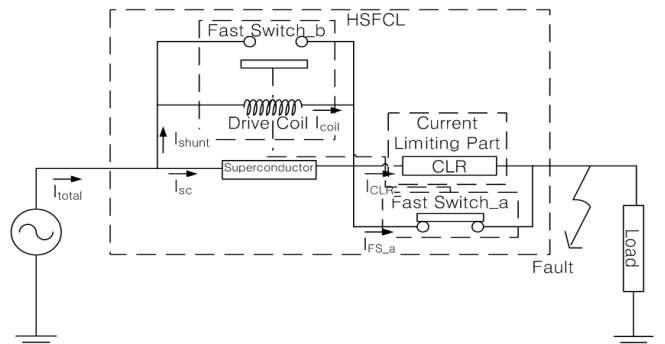 HSFCL
Fast Switch_b
Drive Coil
Icoil
Ishunt
Current
Limiting Part
CLR
Superconductor
Itotal
Isc
ICLR
Fast Switch_a
IFS_a
Fault
Load